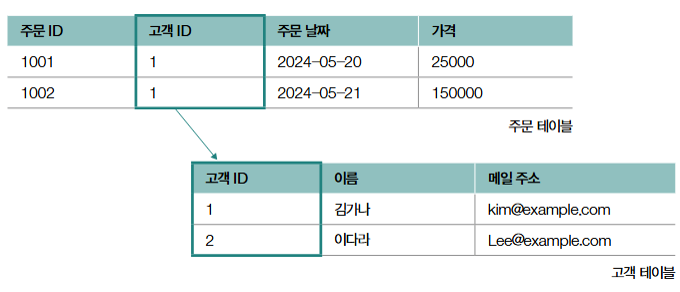 주문 ID 고객 ID 주문 날짜 가격
1001 1 2024-05-20 25000
1002 1 2024-05-21 150000
주문 테이블
고객 ID 이름 메일 주소
1 김가나 kim@example.com
2 이다라 Lee@example.com
고객 테이블